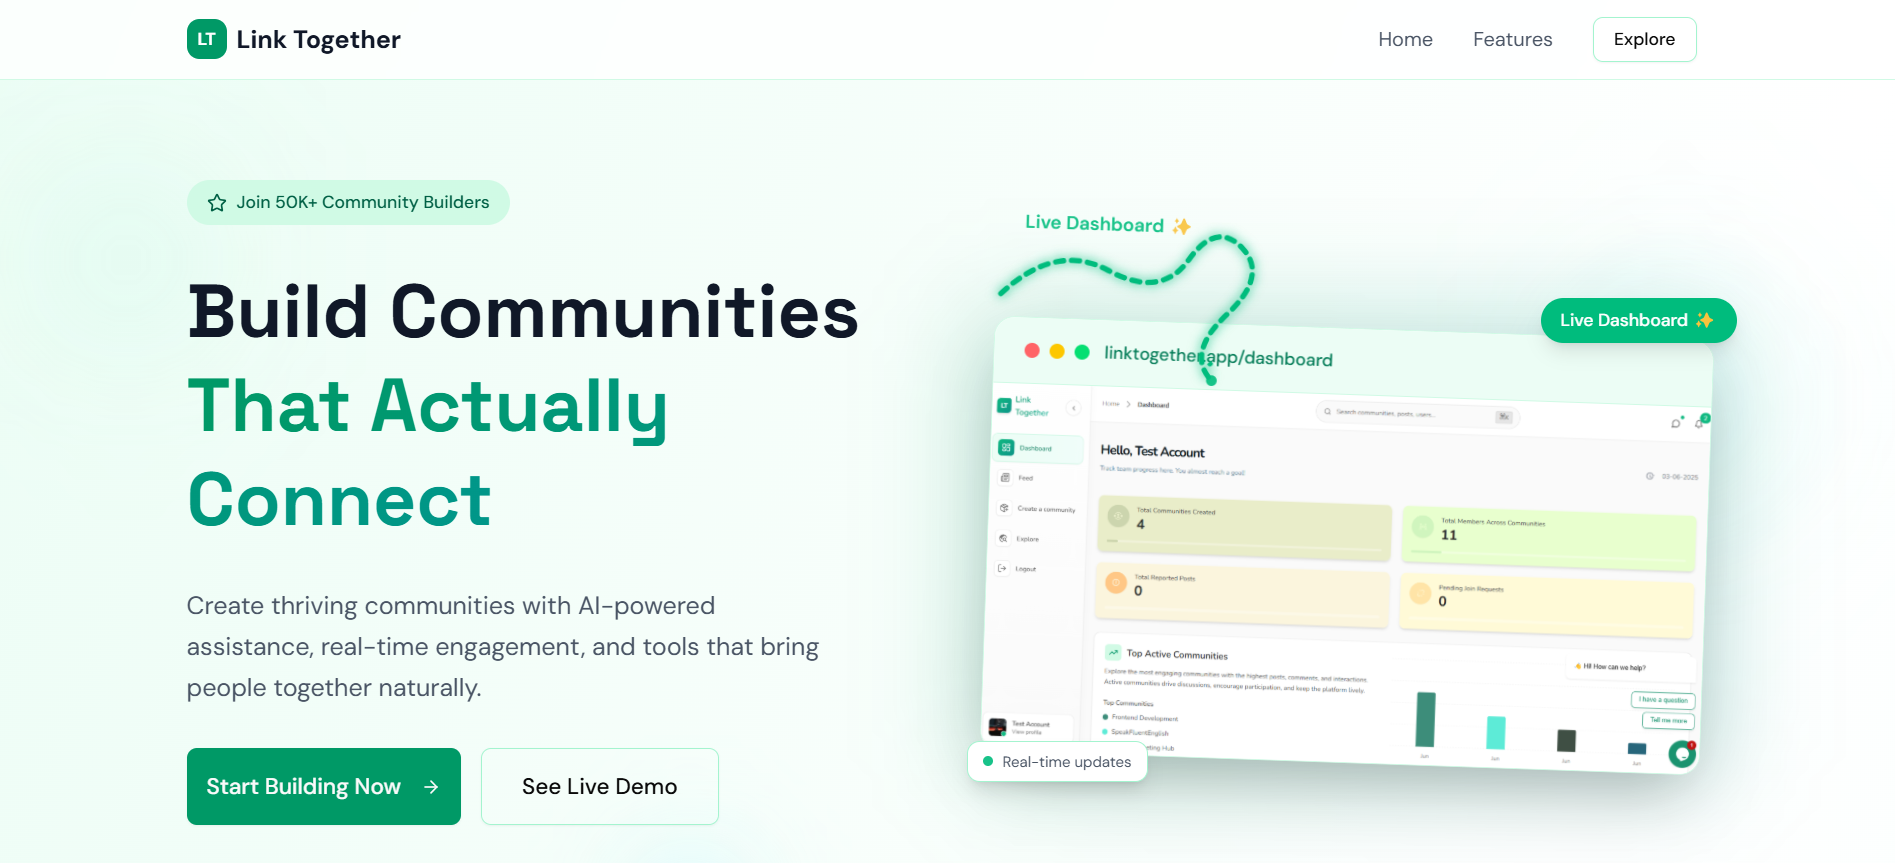 LT Link Together
Home Features Explore
Join 50K+ Community Builders
Build Communities
That Actually
Connect
Create thriving communities with AI-powered
assistance, real-time engagement, and tools that bring
people together naturally.
Start Building Now
See Live Demo
Live Dashboard ✨
Live Dashboard ✨
linktogether.app/dashboard
LT Link
Together
Home > Dashboard
Search communities, posts, users...
Dashboard
Feed
Create a community
Explore
Logout
Hello, Test Account
Track team progress here. You almost reach a goal!
03-06-2025
Total Communities Created
4
Total Members Across Communities
11
Total Reported Posts
0
Pending Join Requests
0
Top Active Communities
Explore the most engaging communities with the highest posts, comments, and interactions.
Active communities drive discussions, encourage participation, and keep the platform lively.
Top Communities
Frontend Development
SpeakFluentEnglish
eting Hub
Jun Jun Jun Jun
👋 Hi! How can we help?
I have a question
Tell me more
Test Account
View profile
Real-time updates